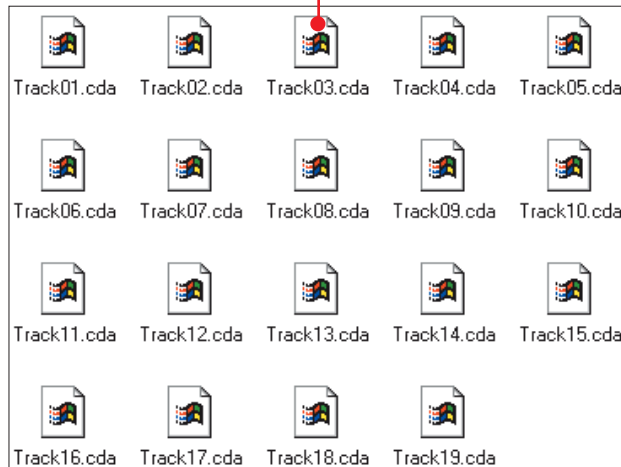 Track01.cda Track02.cda Track03.cda Track04.cda Track05.cda
Track06.cda Track07.cda Track08.cda Track09.cda Track10.cda
Track11.cda Track12.cda Track13.cda Track14.cda Track15.cda
Track16.cda Track17.cda Track18.cda Track19.cda